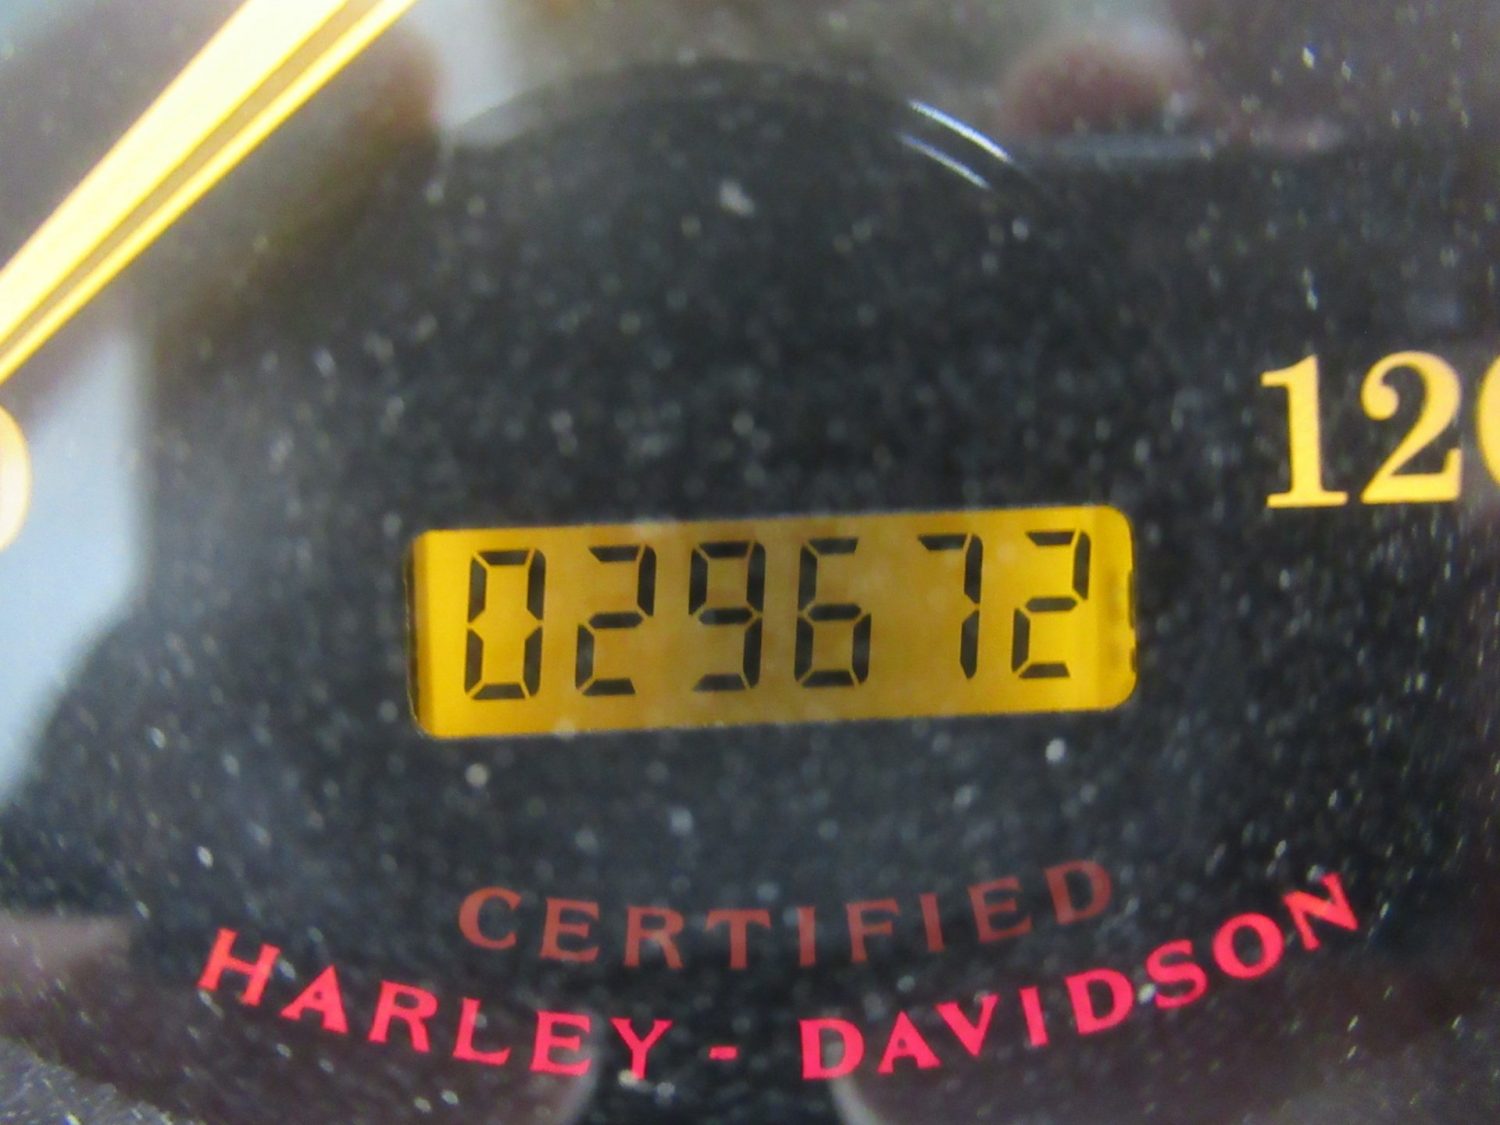 120
029672
CERTIFIED
HARLEY - DAVIDSON